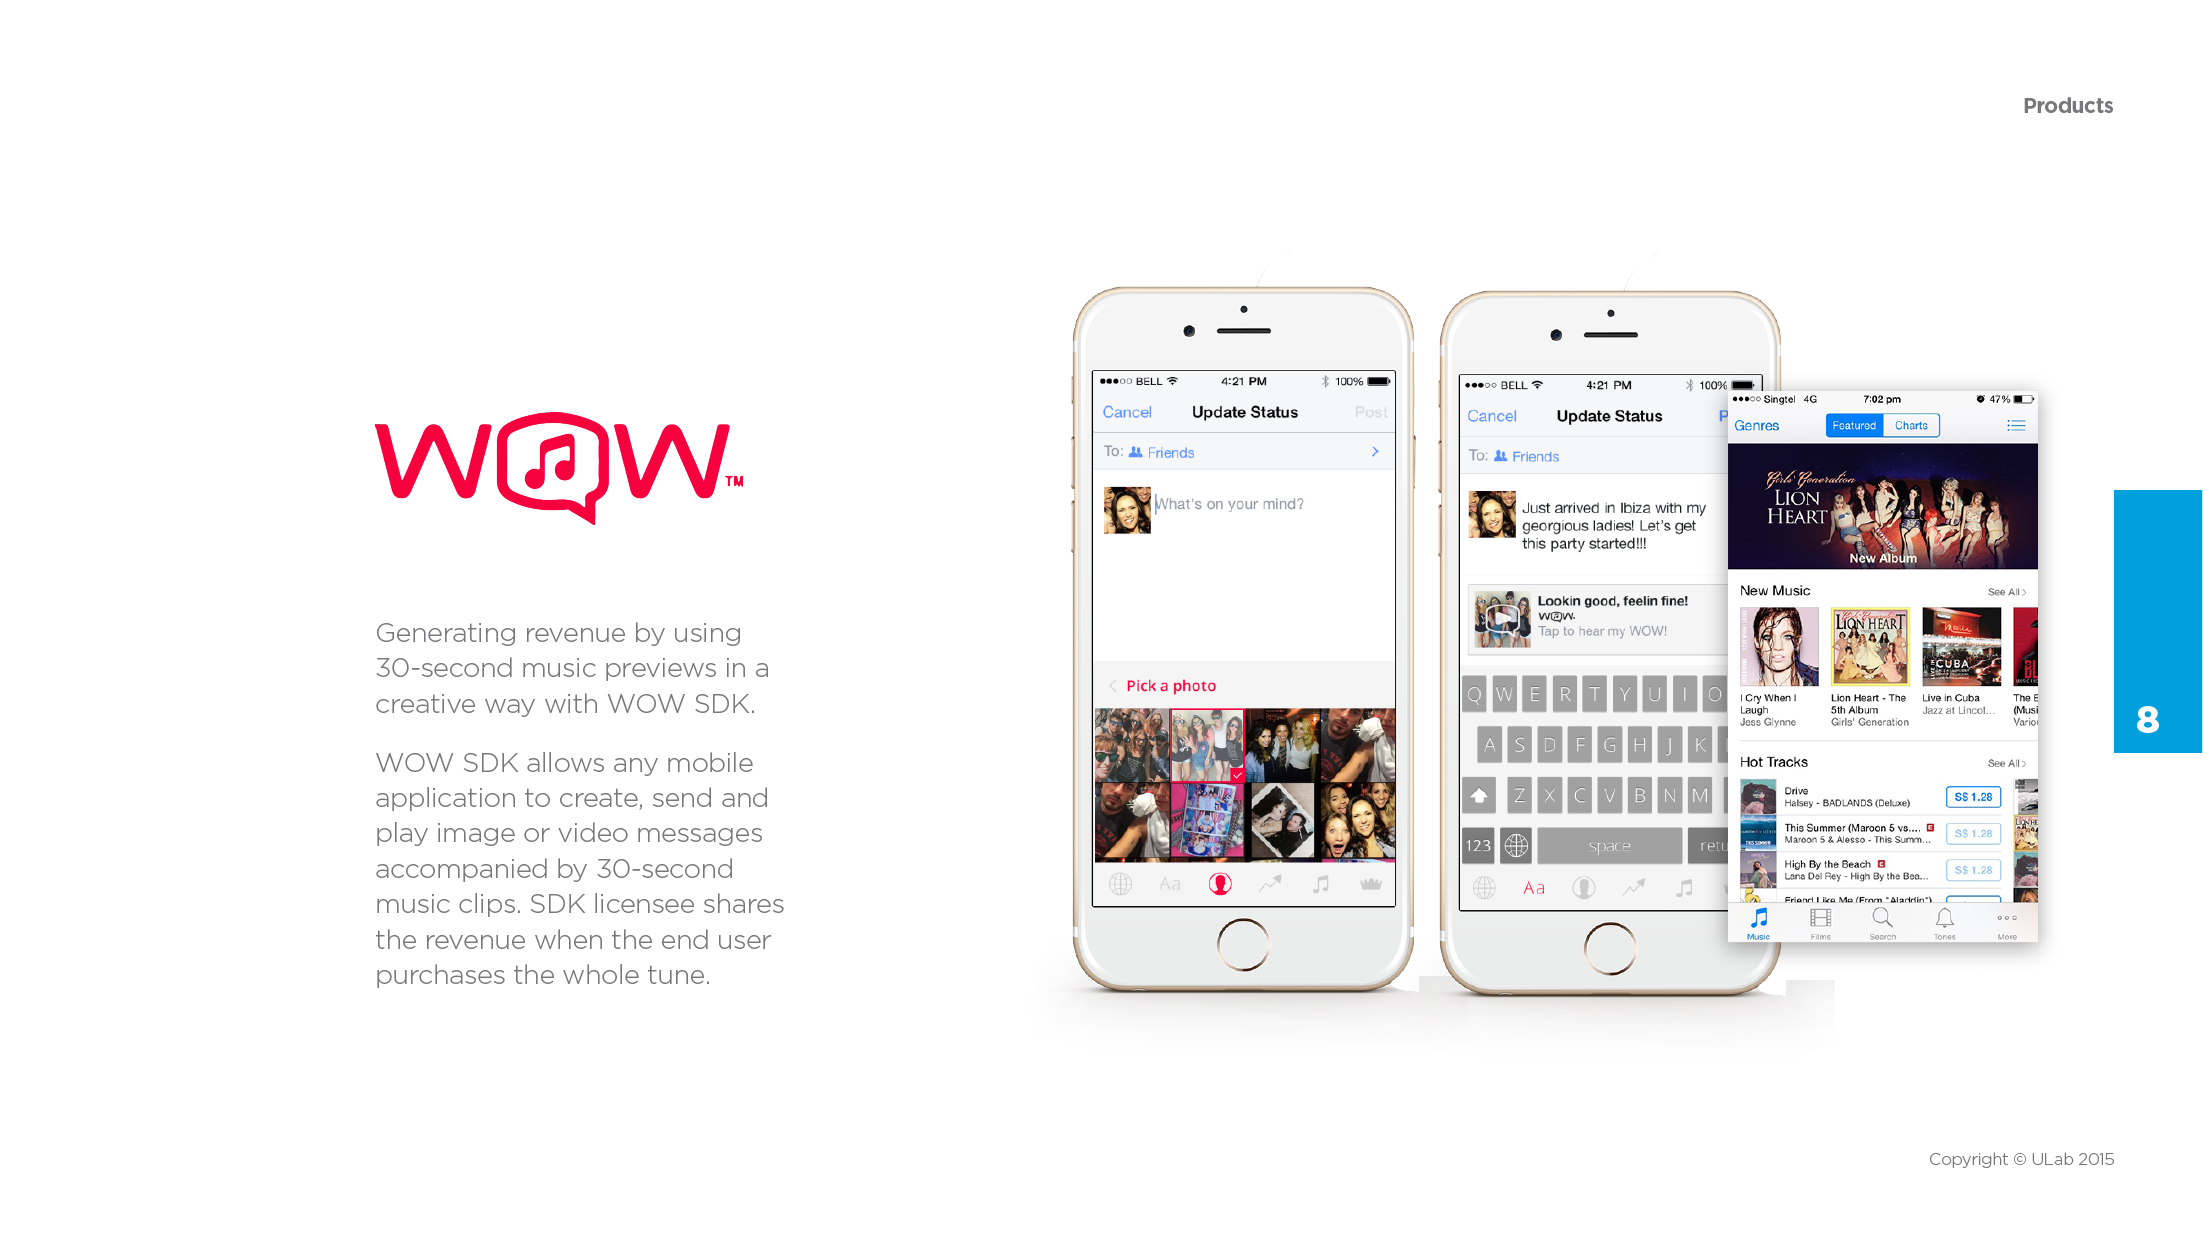 Products
WOW™
Generating revenue by using
30-second music previews in a
creative way with WOW SDK.
WOW SDK allows any mobile
application to create, send and
play image or video messages
accompanied by 30-second
music clips. SDK licensee shares
the revenue when the end user
purchases the whole tune.
BELL 4:21 PM 100%
Cancel Update Status Post
To: Friends
What's on your mind?
Pick a photo
Aa
BELL 4:21 PM 100%
Cancel Update Status P
To: Friends
Just arrived in Ibiza with my
georgious ladies! Let's get
this party started!!!
Lookin good, feelin fine!
WOW.
Tap to hear my WOW!
Q W E R T Y U I O
A S D F G H J K
Z X C V B N M
123 space retu
Aa
Singtel 4G 7:02 pm 47%
Genres Featured Charts
Girls' Generation
LION
HEART
New Album
New Music See All >
LION HEART
CUBA
I Cry When I
Laugh
Jess Glynne
Lion Heart - The
5th Album
Girls' Generation
Live in Cuba
Jazz at Lincol...
The E
(Musi
Variou
Hot Tracks See All >
Drive
Halsey - BADLANDS (Deluxe)
S$ 1.28
This Summer (Maroon 5 vs.... E
Maroon 5 & Alesso - This Summ...
S$ 1.28
High By the Beach E
Lana Del Rey - High By the Bea...
S$ 1.28
Friend Like Me (From "Aladdin")
Music Films Search Tones More
8
Copyright © ULab 2015